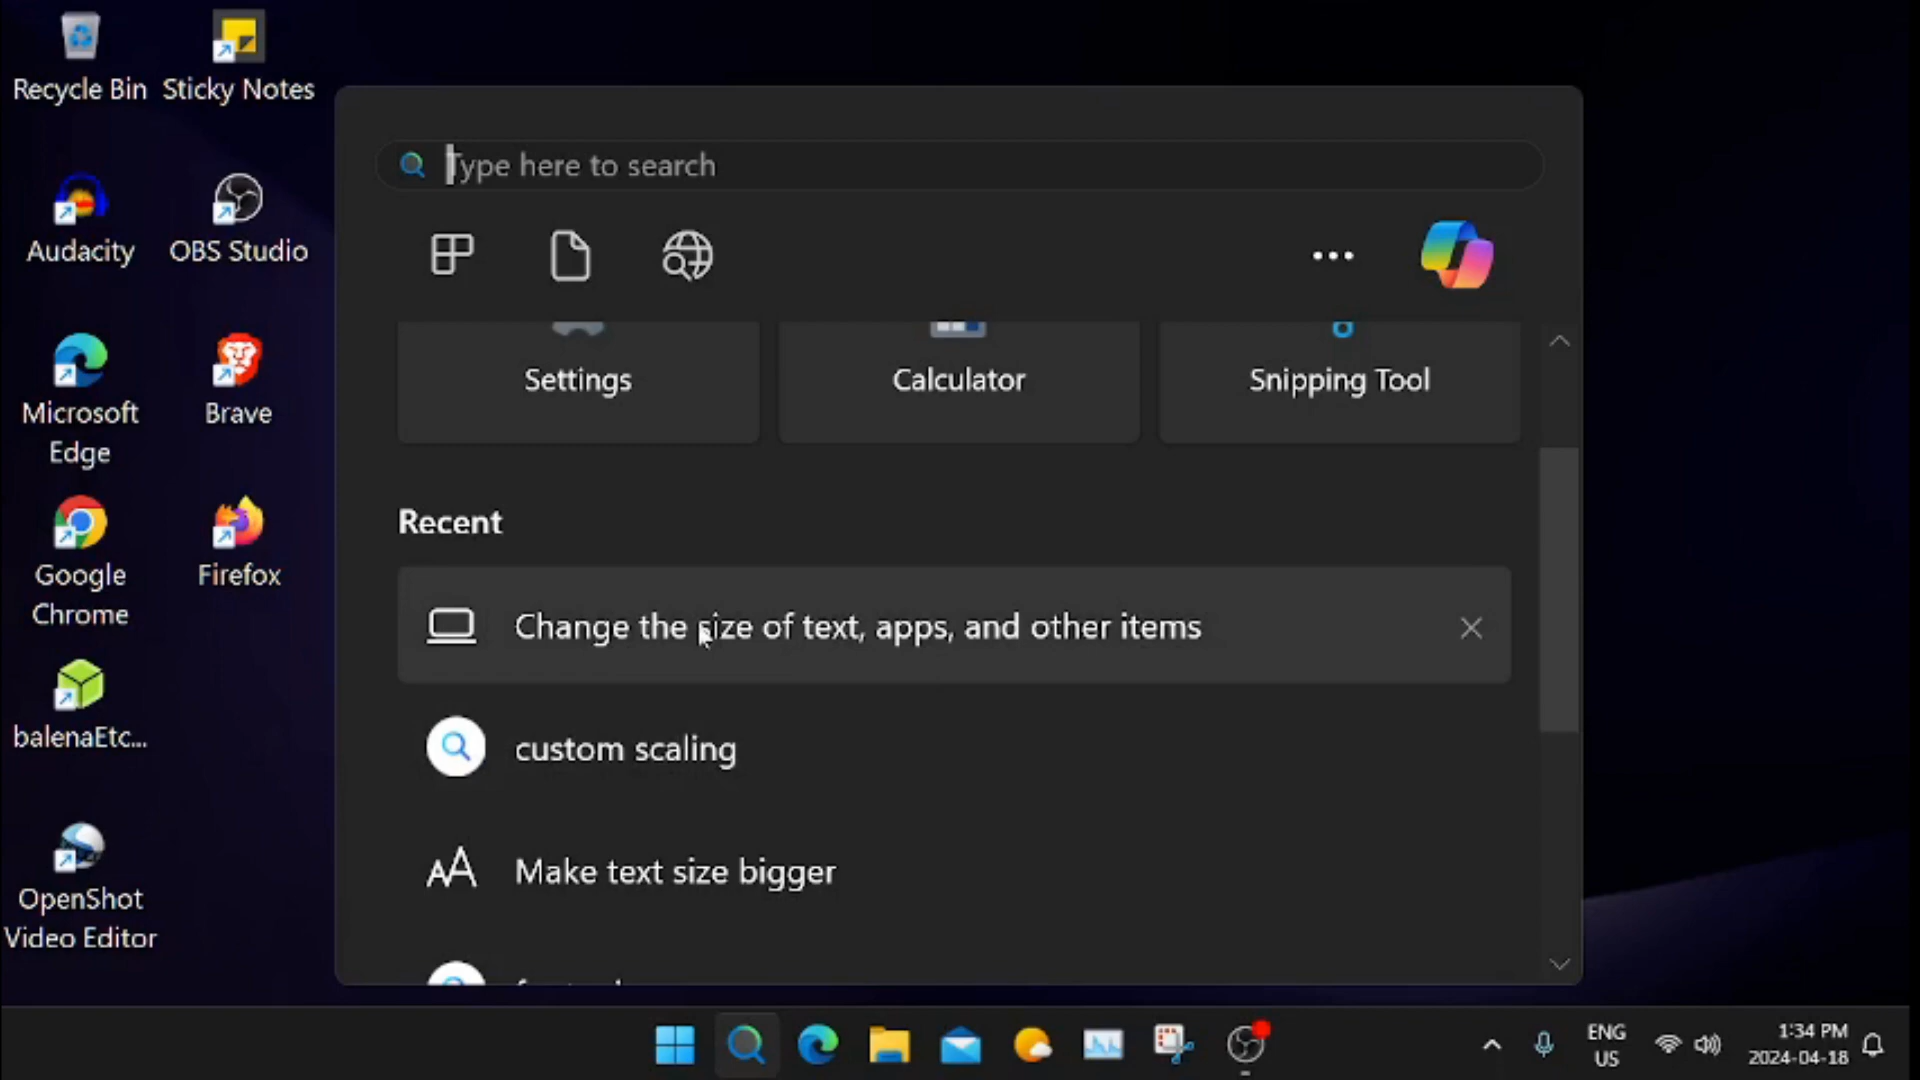 Recycle Bin
Sticky Notes
Audacity
OBS Studio
Microsoft
Edge
Brave
Google
Chrome
Firefox
balenaEtc...
OpenShot
Video Editor
Type here to search
Settings
Calculator
Snipping Tool
Recent
Change the size of text, apps, and other items
custom scaling
Make text size bigger
ENG
US
1:34 PM
2024-04-18